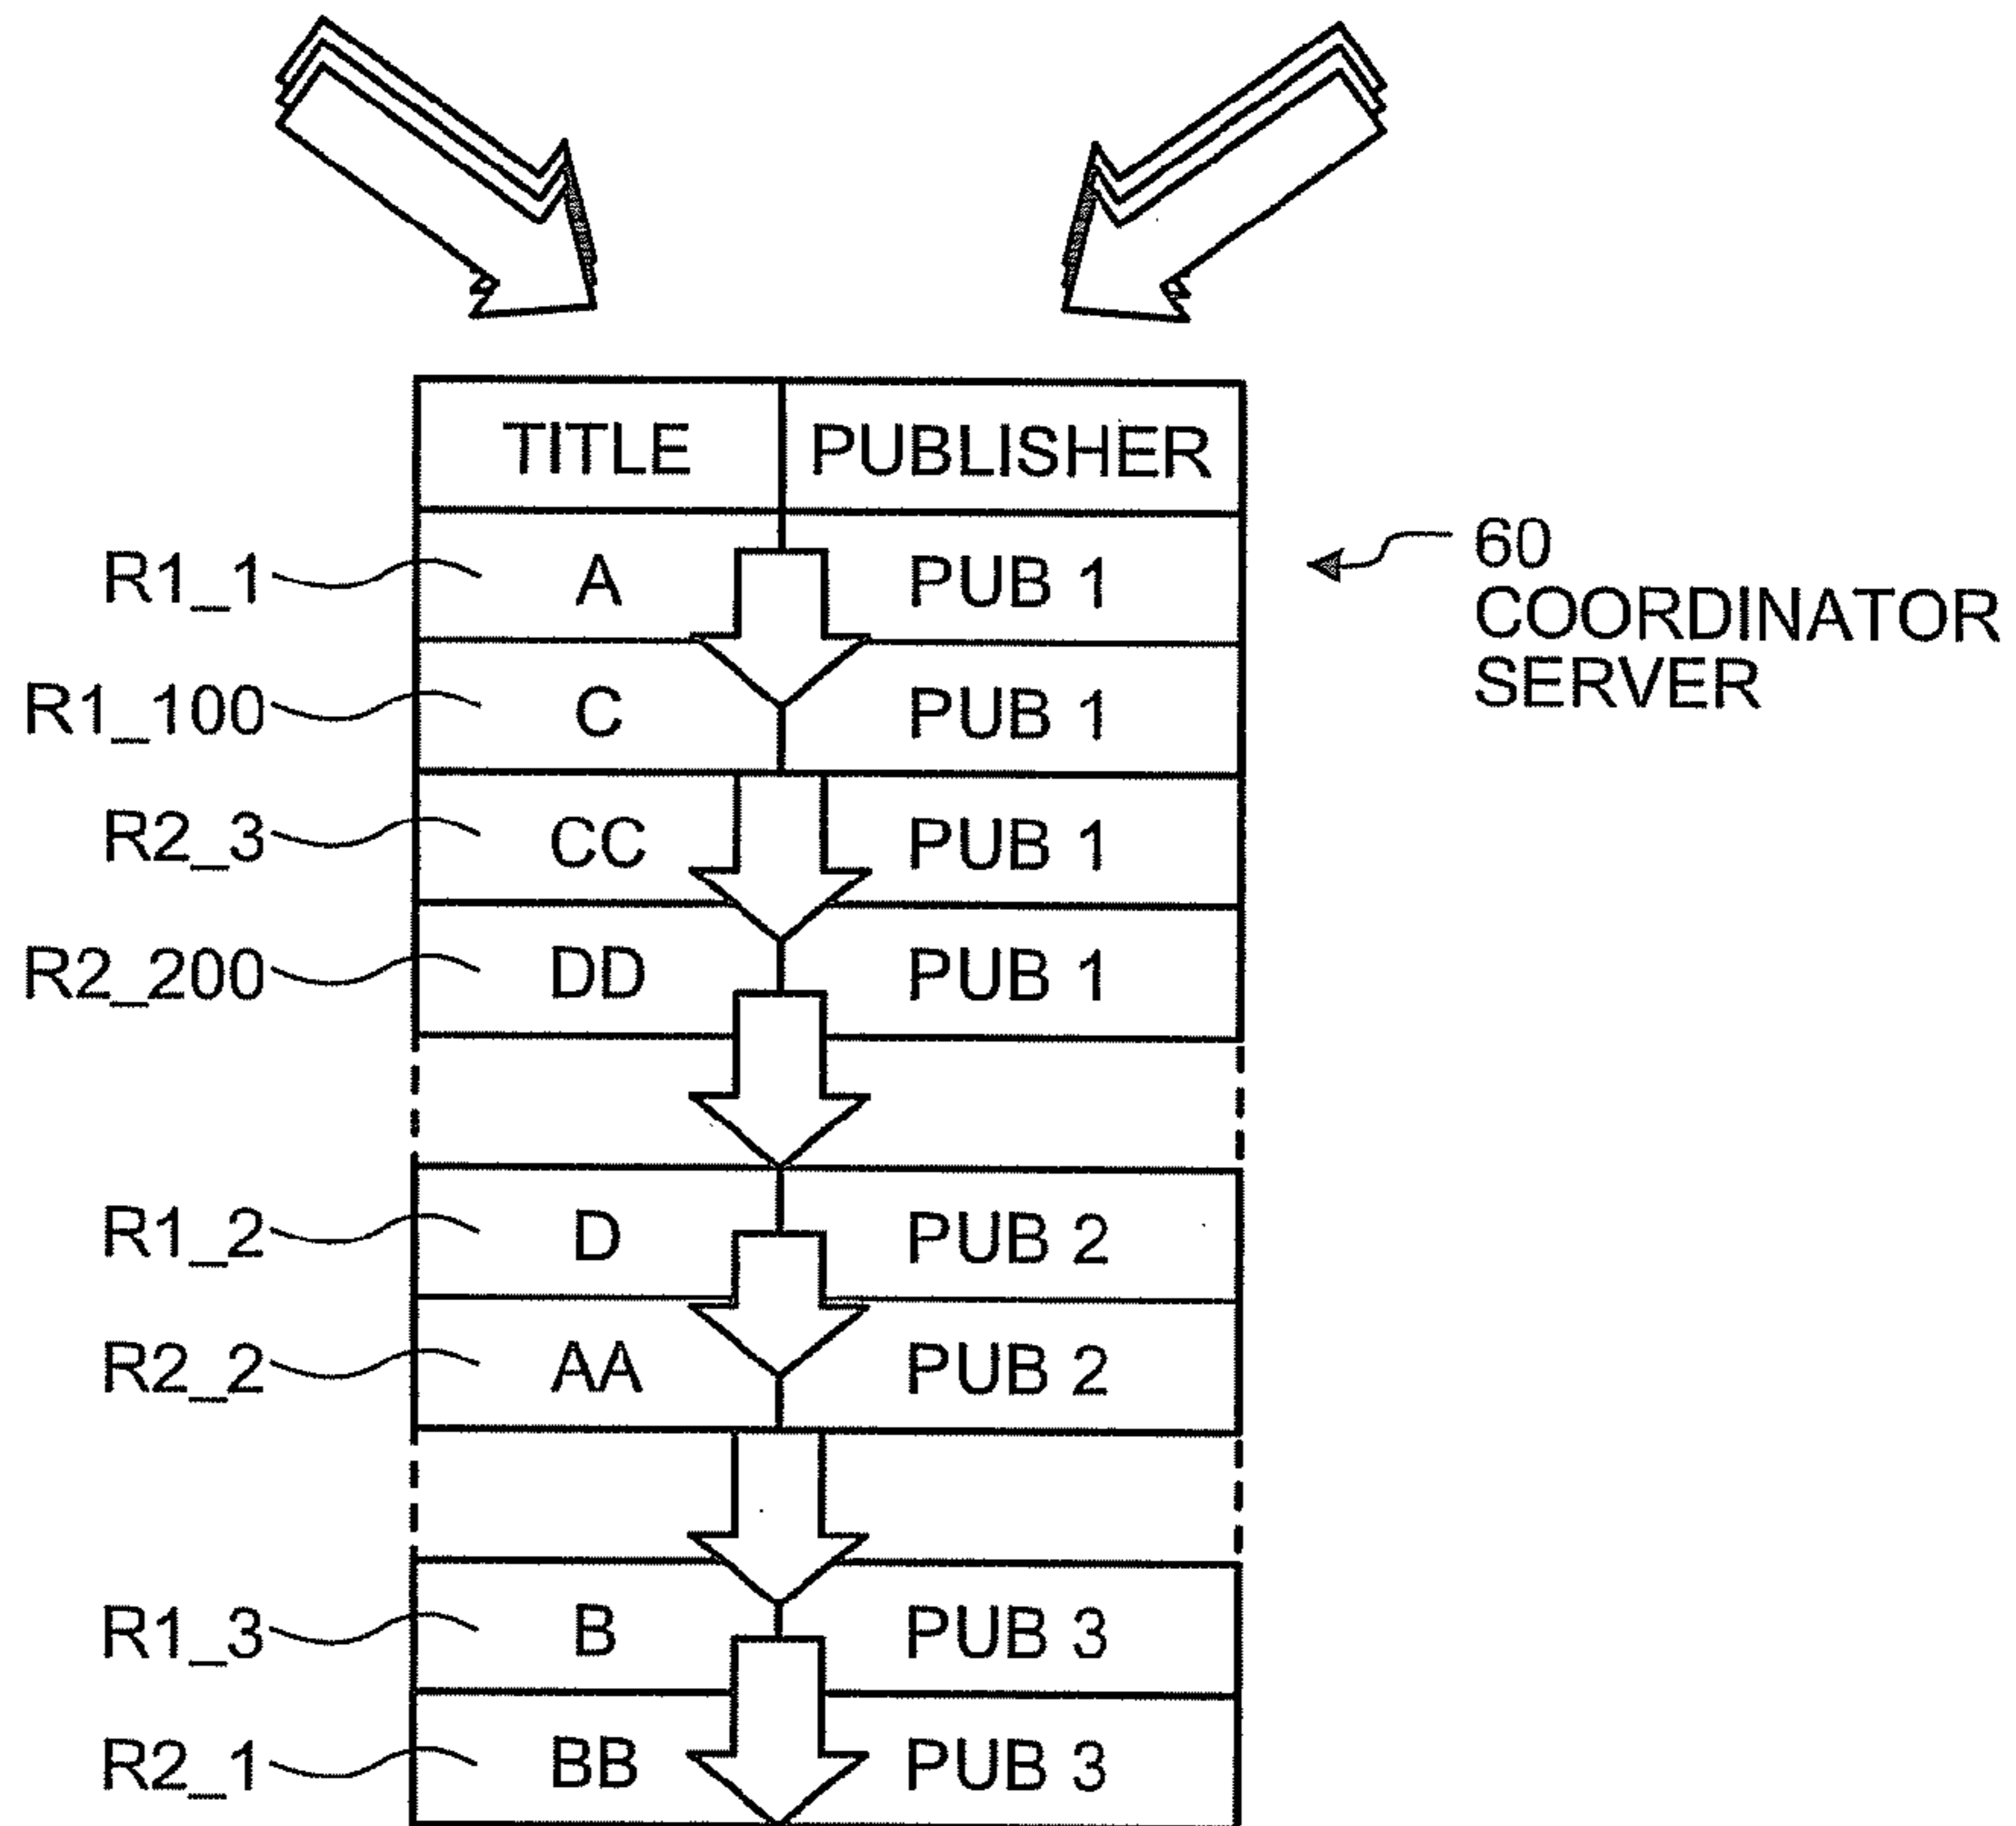 TITLE PUBLISHER
R1_1 A PUB 1
60
COORDINATOR
SERVER
R1_100 C PUB 1
R2_3 CC PUB 1
R2_200 DD PUB 1
R1_2 D PUB 2
R2_2 AA PUB 2
R1_3 B PUB 3
R2_1 BB PUB 3